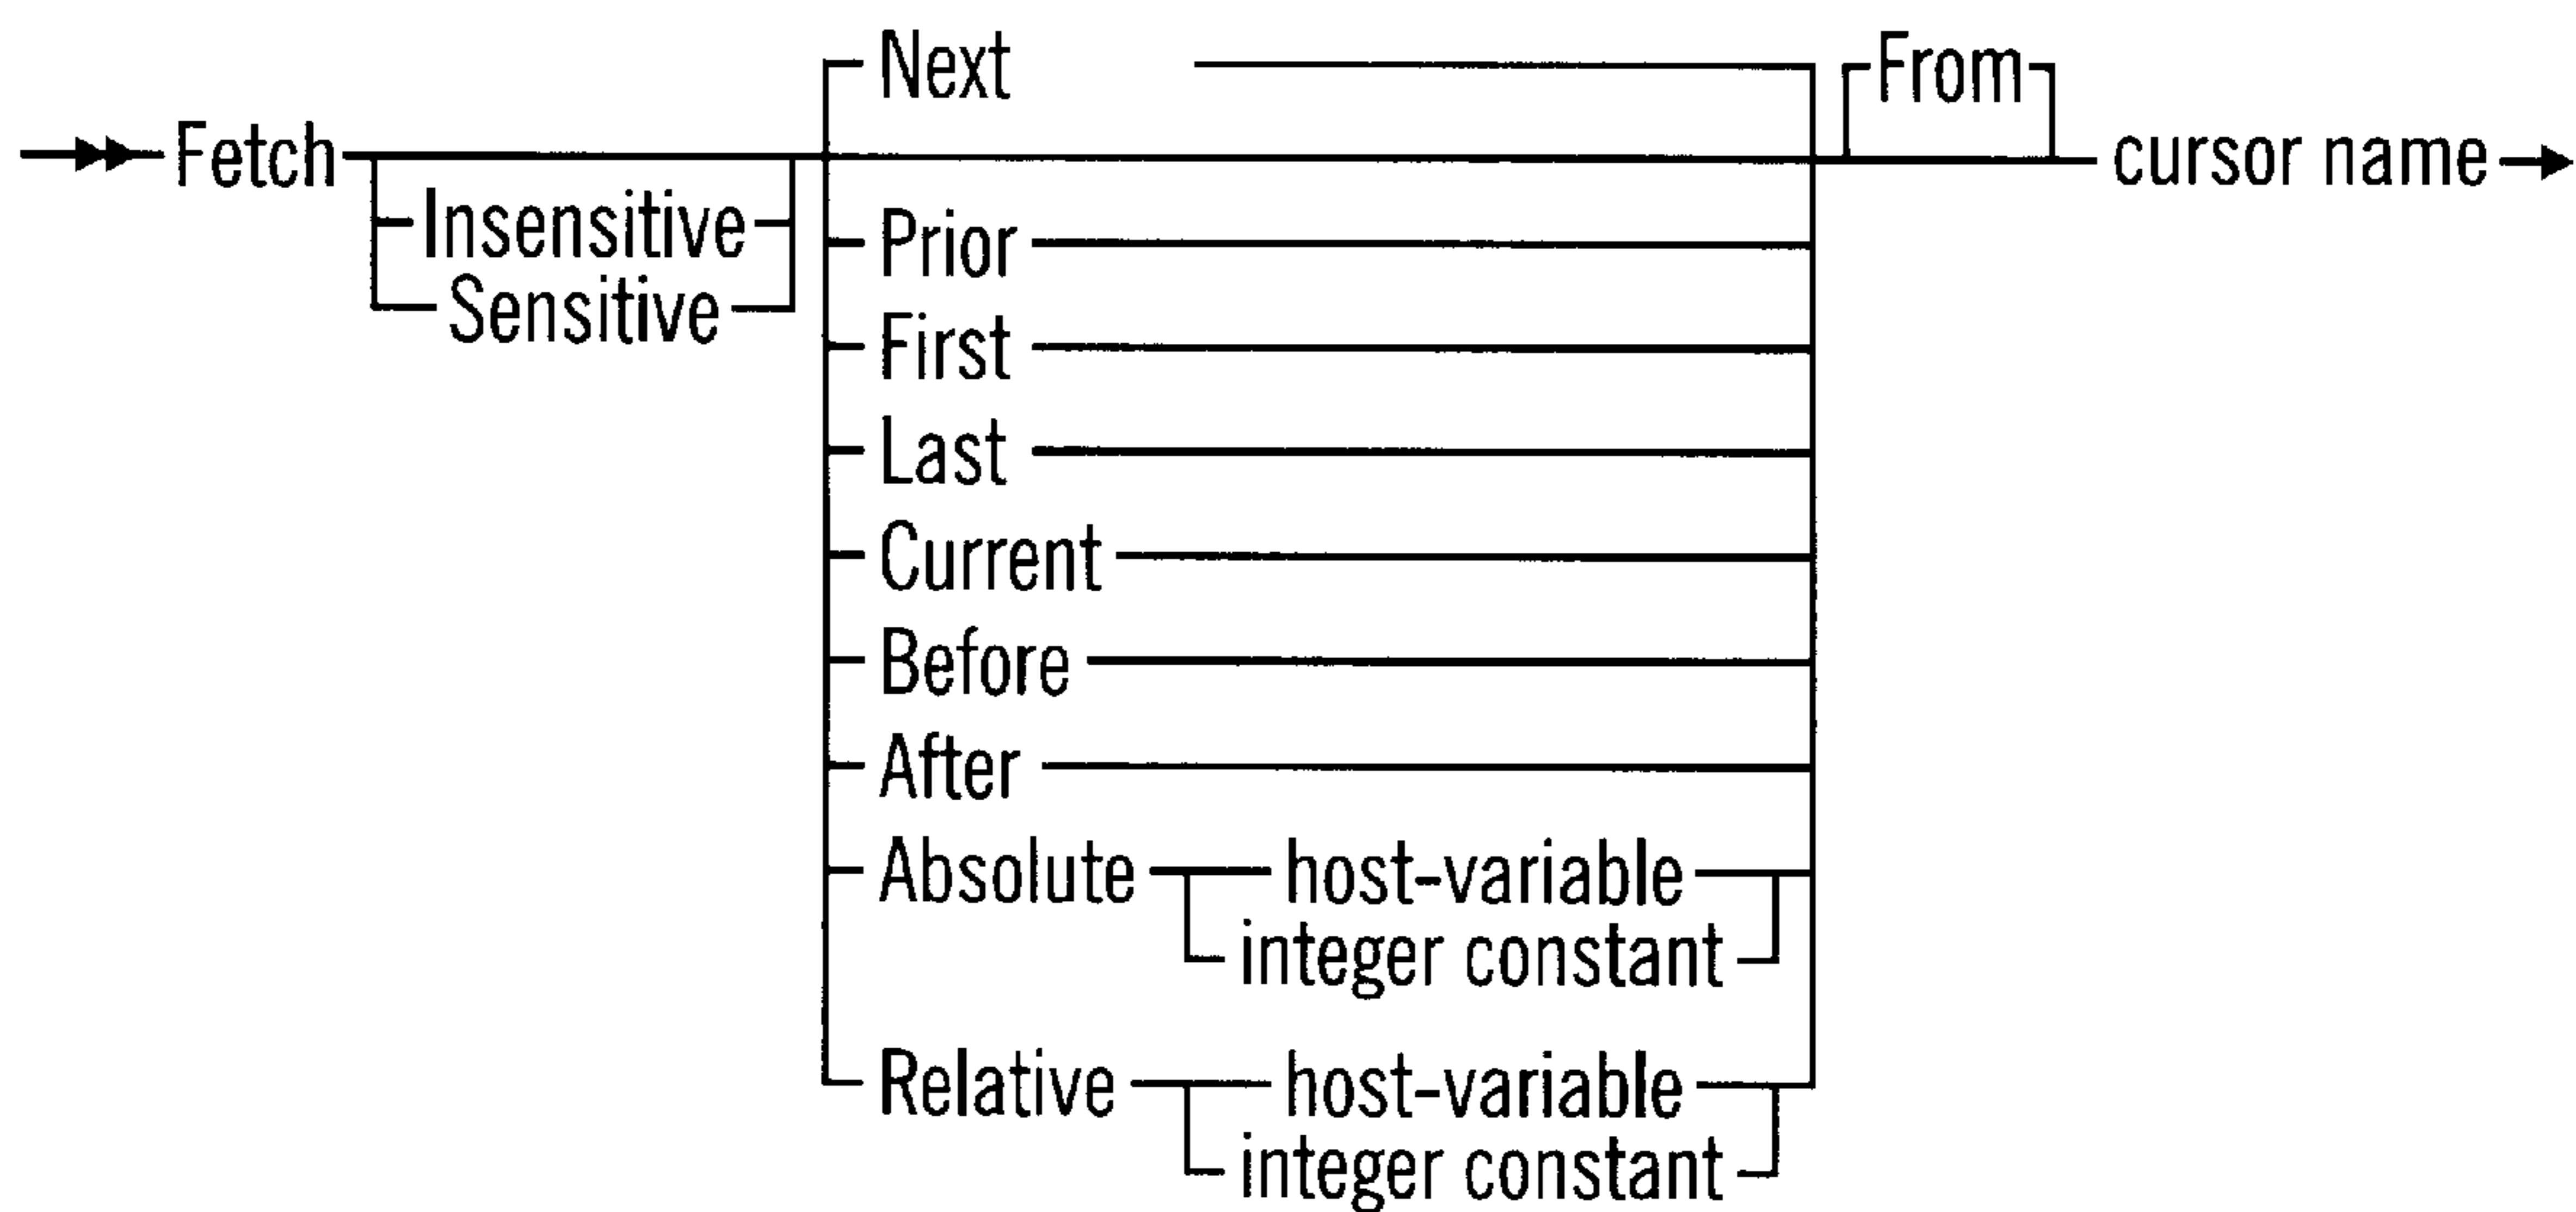 Next
From
Fetch
cursor name
Insensitive
Sensitive
Prior
First
Last
Current
Before
After
Absolute host-variable
integer constant
Relative host-variable
integer constant